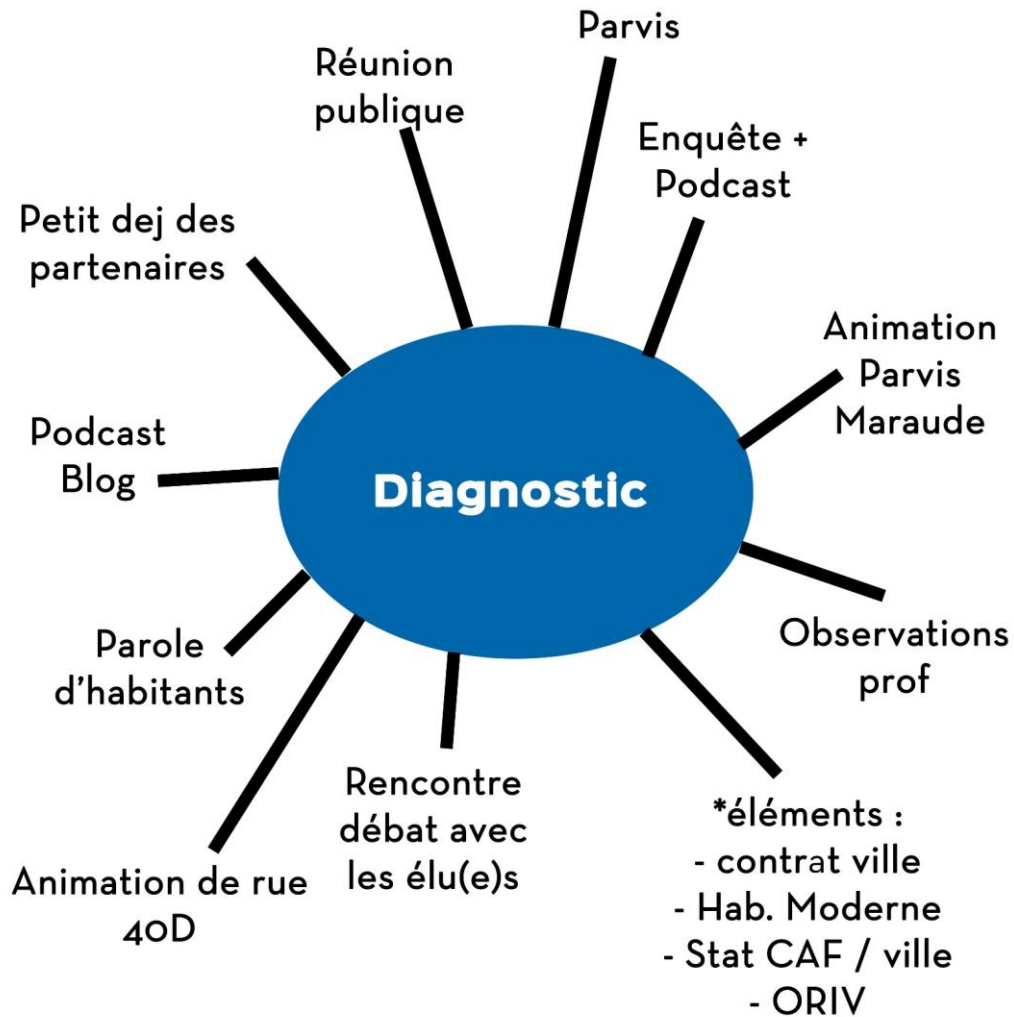 Parvis
Réunion
publique
Enquête +
Podcast
Petit dej des
partenaires
Animation
Parvis
Maraude
Podcast
Blog
Diagnostic
Observations
prof
Parole
d'habitants
Rencontre
débat avec
les élu(e)s
*éléments :
- contrat ville
- Hab. Moderne
- Stat CAF / ville
- ORIV
Animation de rue
40D